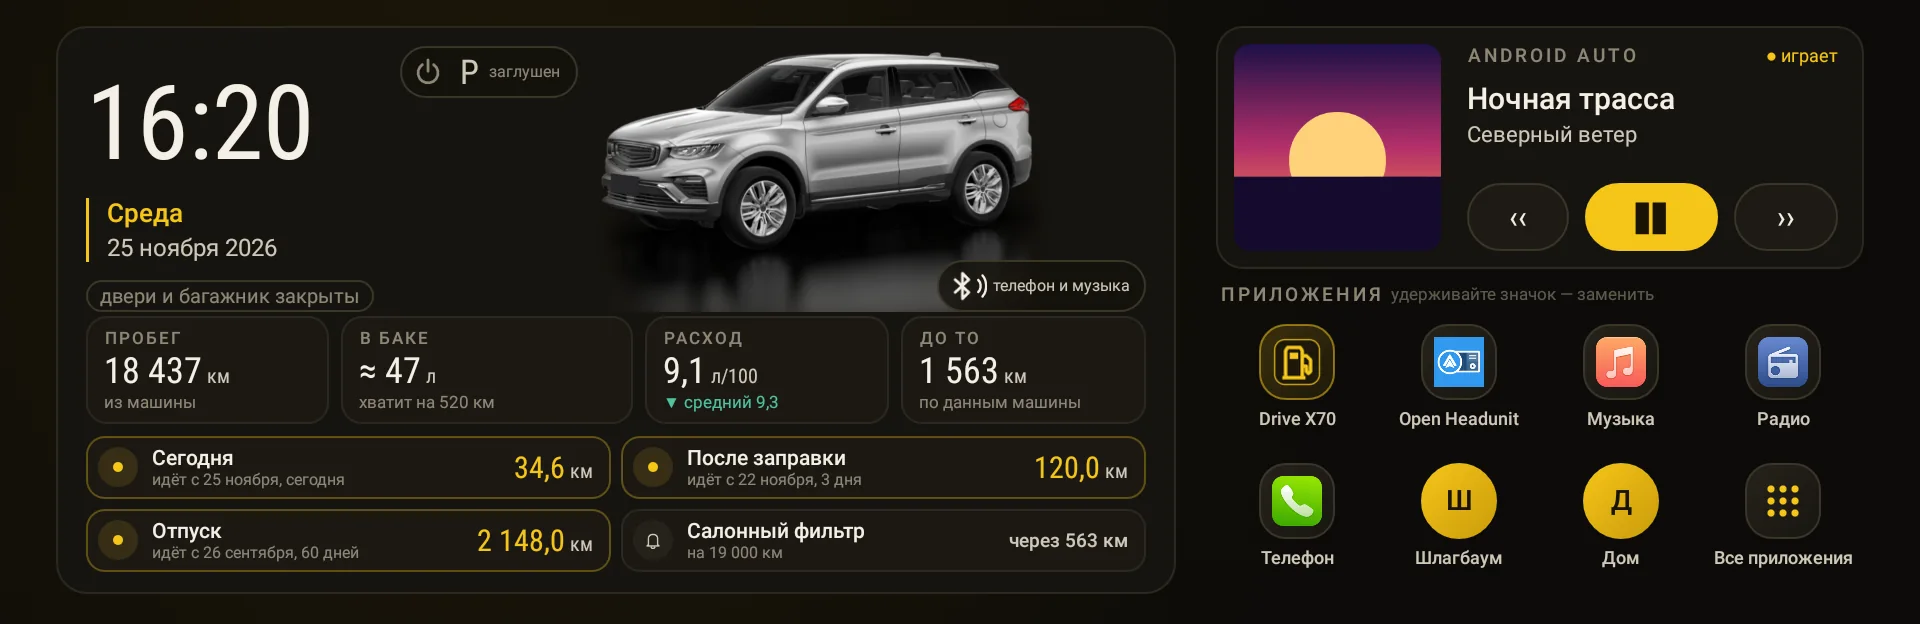 16:20
P заглушен
Среда
25 ноября 2026
двери и багажник закрыты
телефон и музыка
ПРОБЕГ
18 437 км
из машины
В БАКЕ
≈ 47 л
хватит на 520 км
РАСХОД
9,1 л/100
▼ средний 9,3
ДО ТО
1 563 км
по данным машины
Сегодня
идёт с 25 ноября, сегодня
34,6 км
После заправки
идёт с 22 ноября, 3 дня
120,0 км
Отпуск
идёт с 26 сентября, 60 дней
2 148,0 км
Салонный фильтр
на 19 000 км
через 563 км
ANDROID AUTO
● играет
Ночная трасса
Северный ветер
ПРИЛОЖЕНИЯ удерживайте значок — заменить
Drive X70
Open Headunit
Музыка
Радио
Ш
Д
Телефон
Шлагбаум
Дом
Все приложения